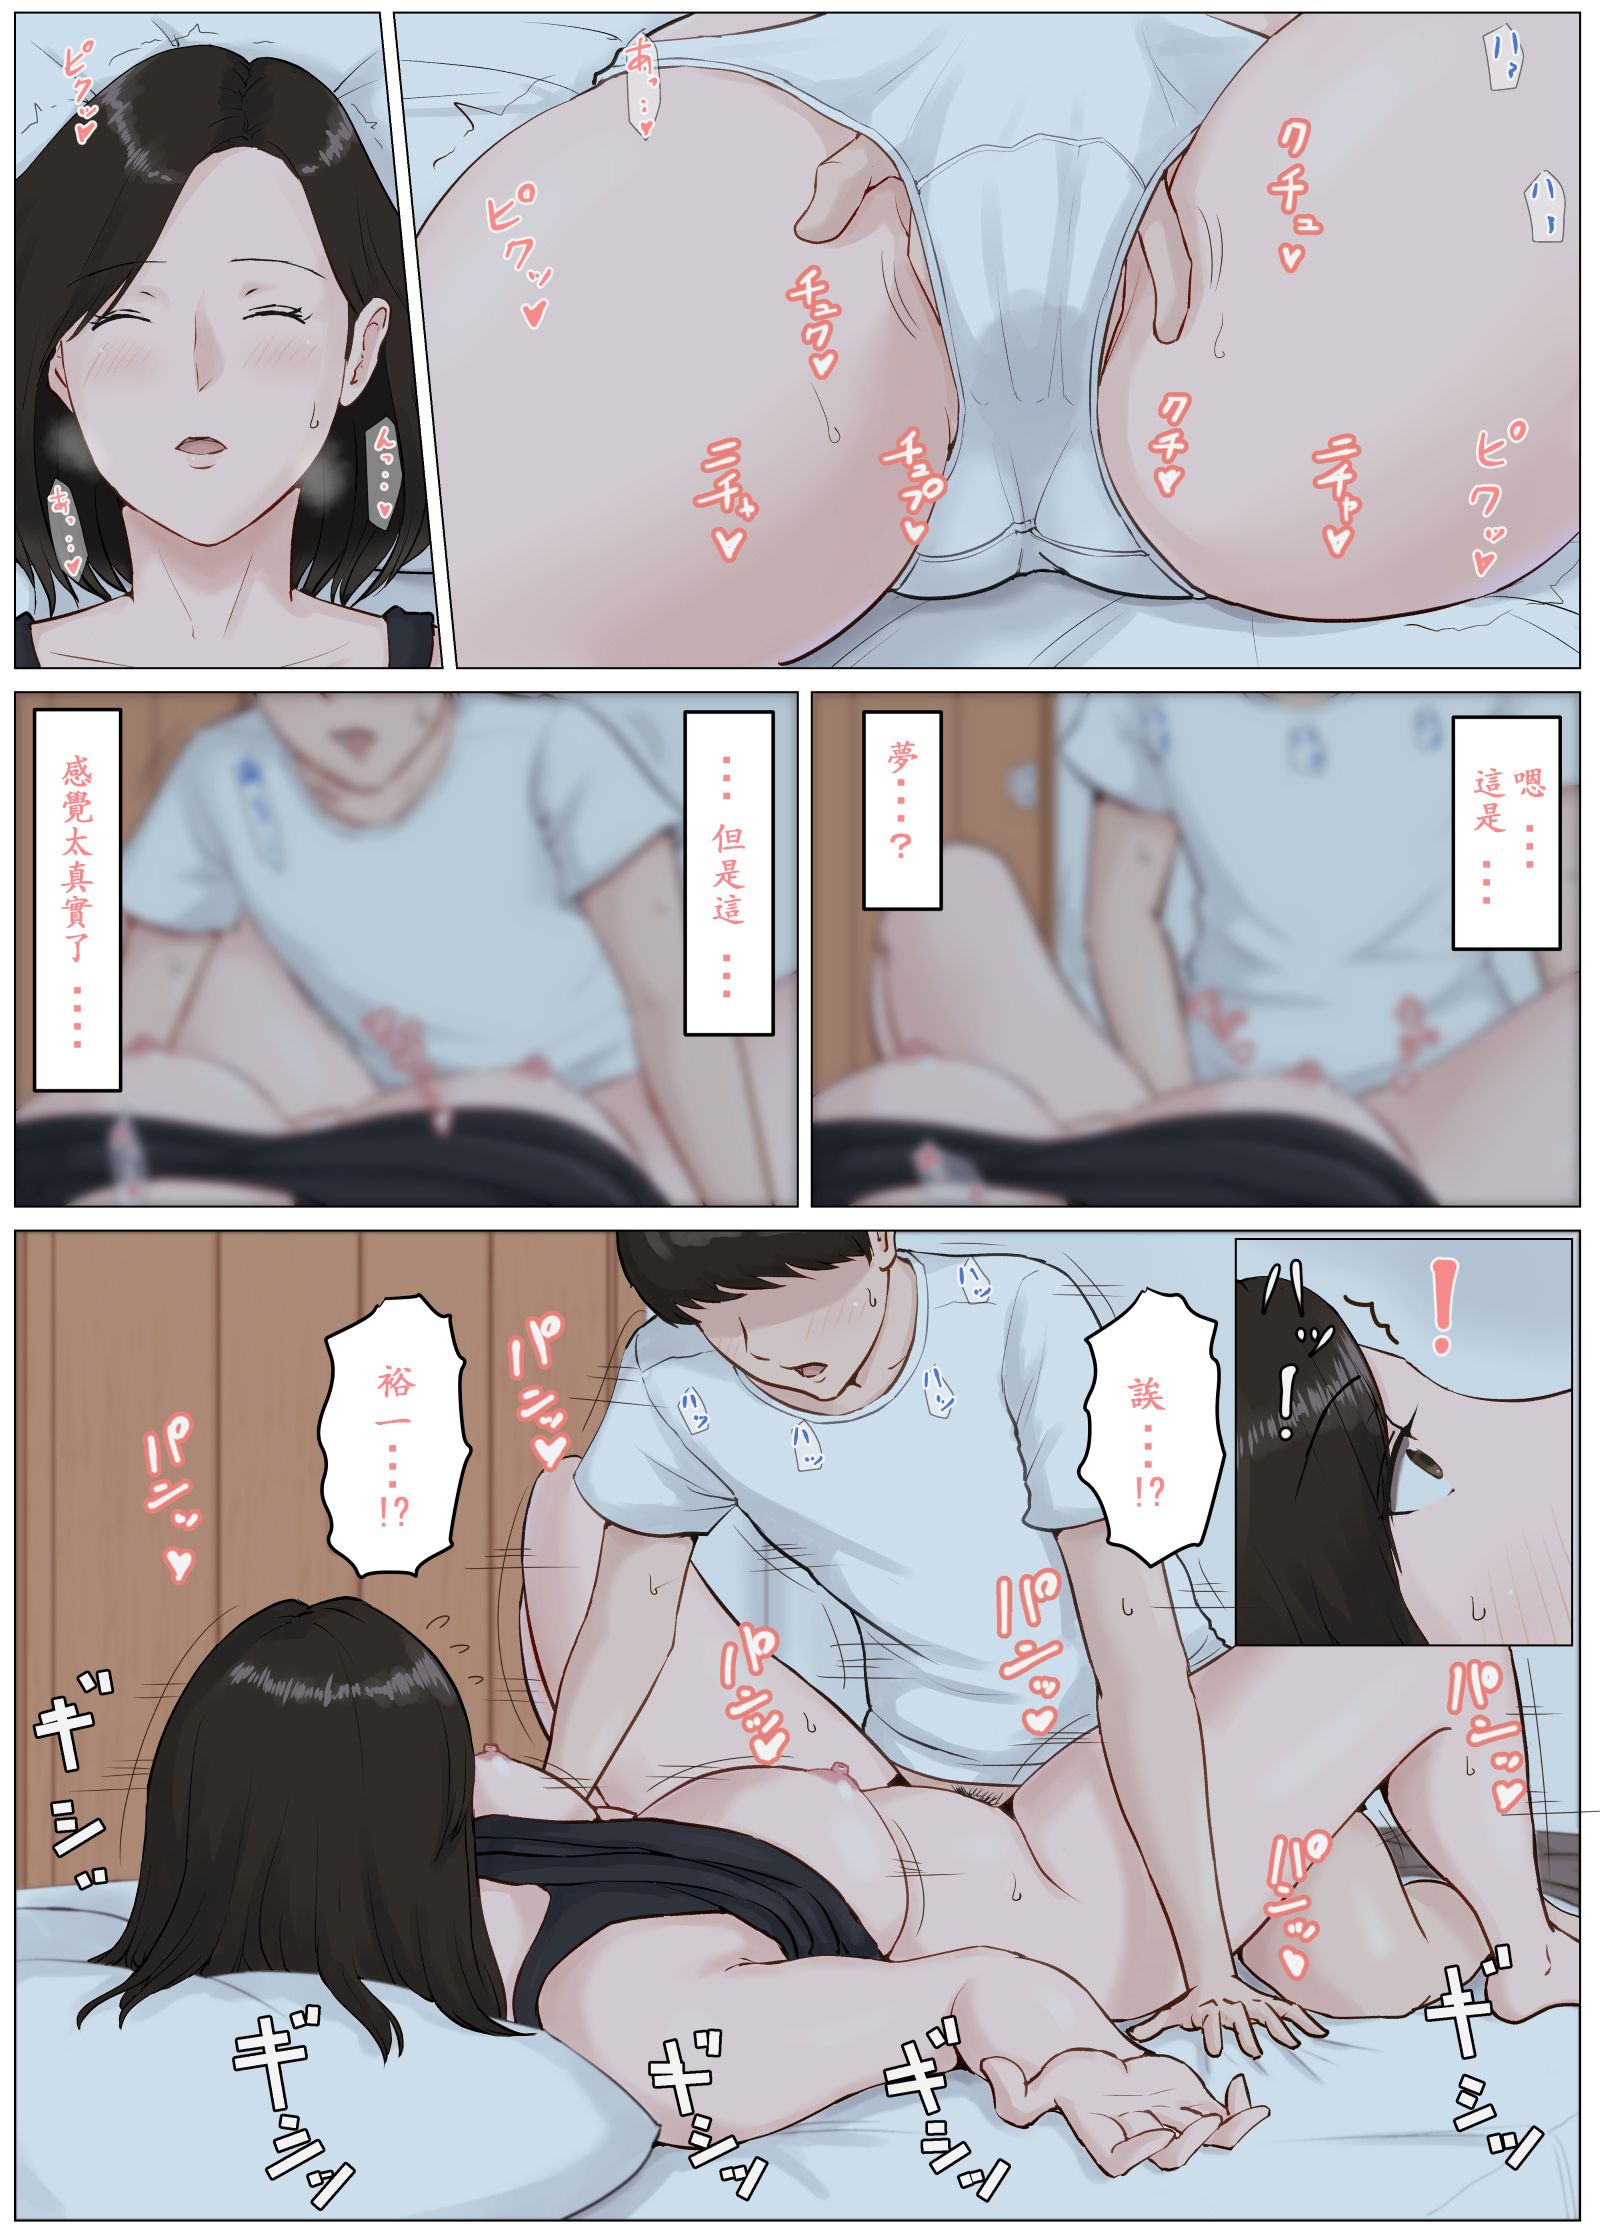 ハぁ
ハぁ
クチュ♥
クチ♥
ニチャ♥
ピクッ♥
あっ…♥
ピクッ♥
チュク♥
チュプ♥
ニチャ♥
ピクッ♥
んっ…♥
あっ…♥
嗯……
這是……
夢……?
…但是這……
感覺太真實了……
!
!
誒……!?
裕一……!?
ハッ
ハッ
ハッ
ハッ
パンッ♥
パンッ♥
パンッ♥
パンッ♥
パンッ♥
パンッ♥
ギシッ
ギシッ
ギシッ
ギシッ
ギシッ